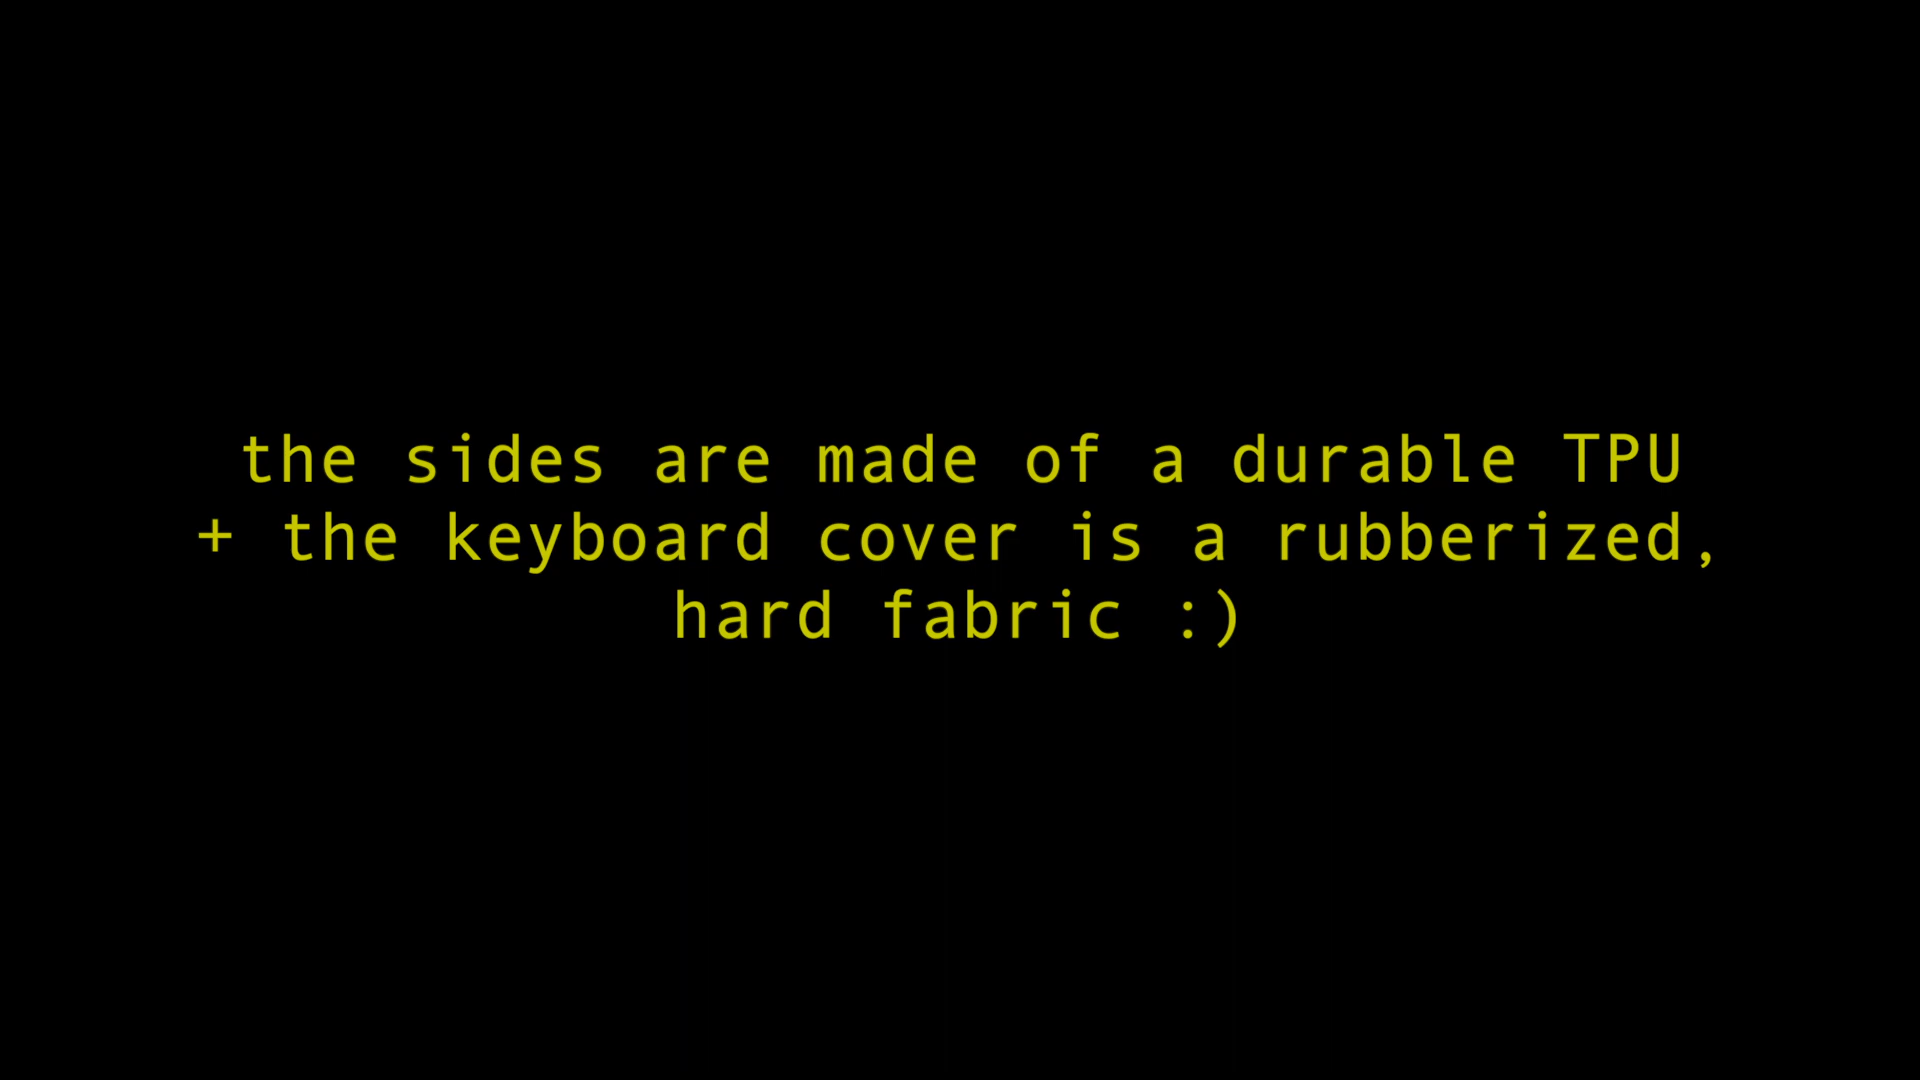 the sides are made of a durable TPU
+ the keyboard cover is a rubberized,
hard fabric :)